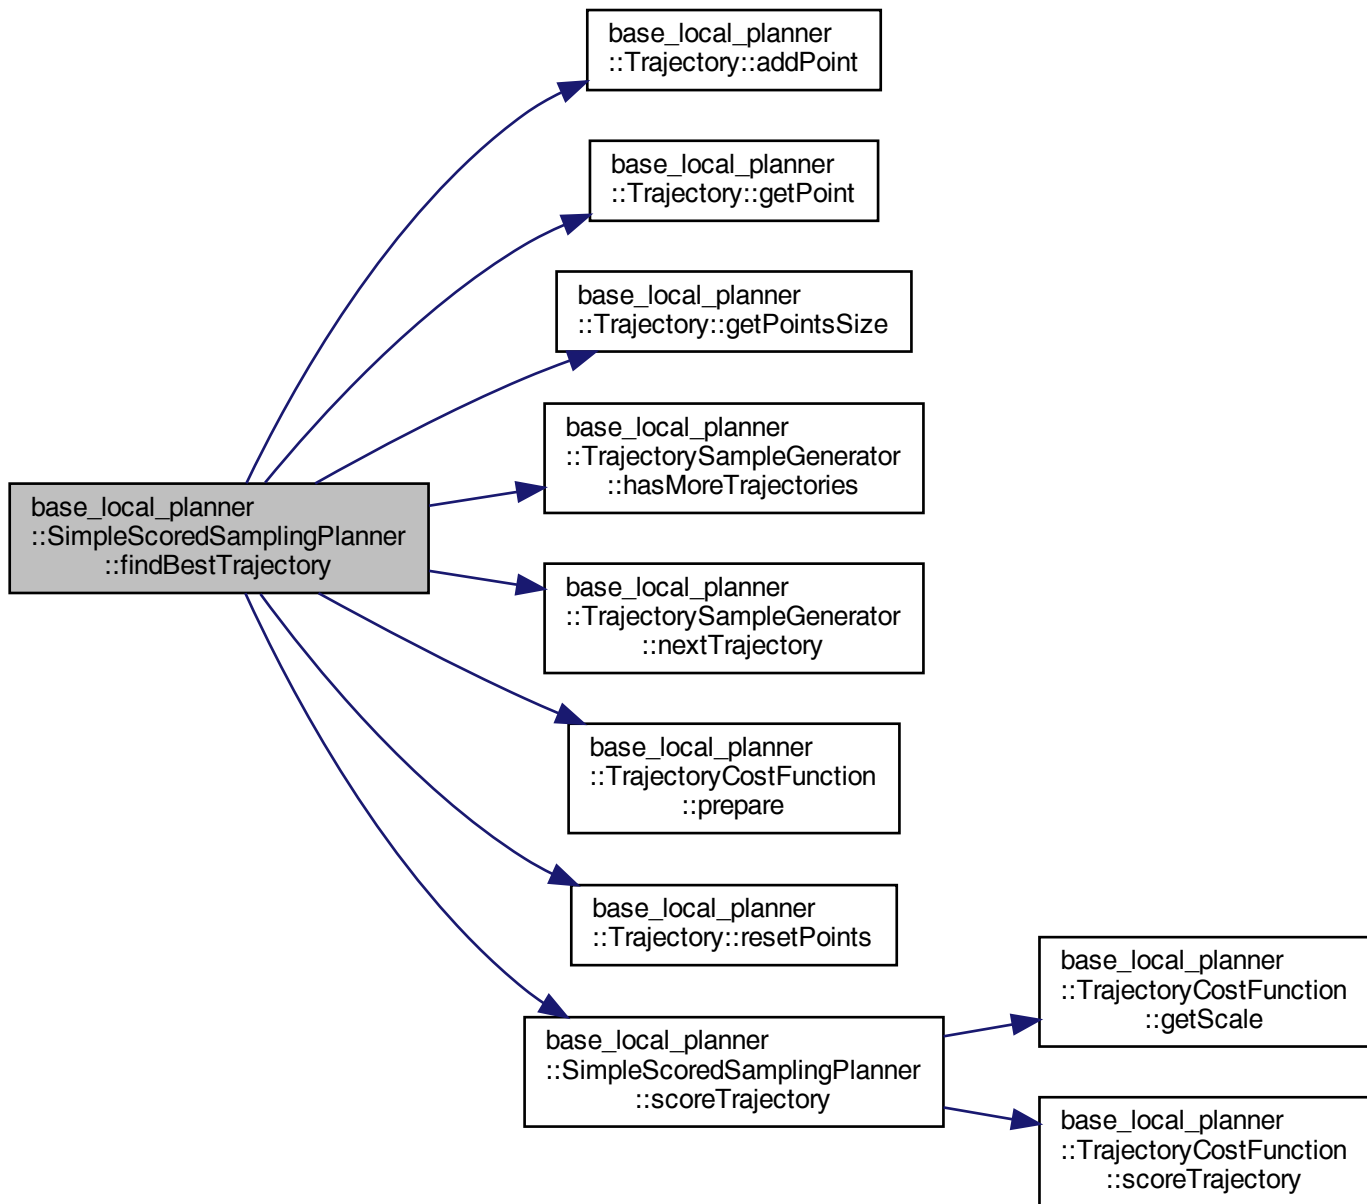 base_local_planner
::Trajectory::addPoint
base_local_planner
::Trajectory::getPoint
base_local_planner
::Trajectory::getPointsSize
base_local_planner
::TrajectorySampleGenerator
::hasMoreTrajectories
base_local_planner
::SimpleScoredSamplingPlanner
::findBestTrajectory
base_local_planner
::TrajectorySampleGenerator
::nextTrajectory
base_local_planner
::TrajectoryCostFunction
::prepare
base_local_planner
::Trajectory::resetPoints
base_local_planner
::SimpleScoredSamplingPlanner
::scoreTrajectory
base_local_planner
::TrajectoryCostFunction
::getScale
base_local_planner
::TrajectoryCostFunction
::scoreTrajectory